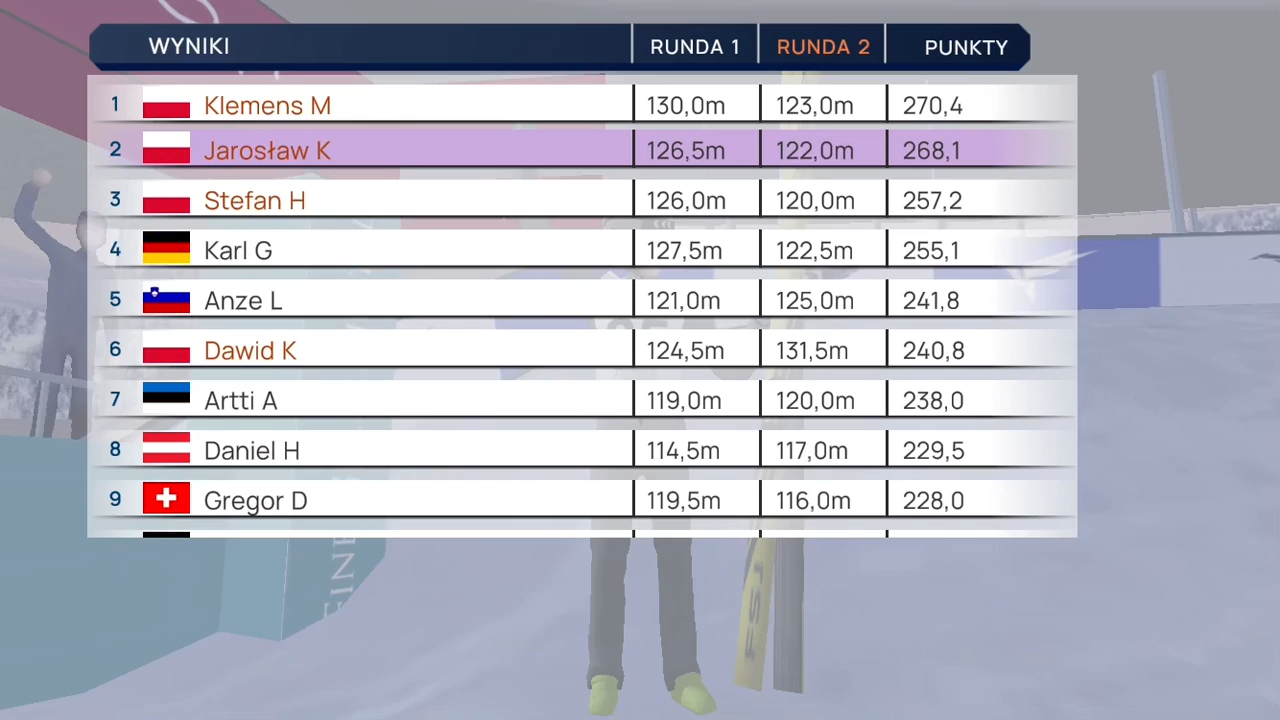 WYNIKI RUNDA 1 RUNDA 2 PUNKTY
1 Klemens M 130,0m 123,0m 270,4
2 Jarosław K 126,5m 122,0m 268,1
3 Stefan H 126,0m 120,0m 257,2
4 Karl G 127,5m 122,5m 255,1
5 Anze L 121,0m 125,0m 241,8
6 Dawid K 124,5m 131,5m 240,8
7 Artti A 119,0m 120,0m 238,0
8 Daniel H 114,5m 117,0m 229,5
9 Gregor D 119,5m 116,0m 228,0
FSJ